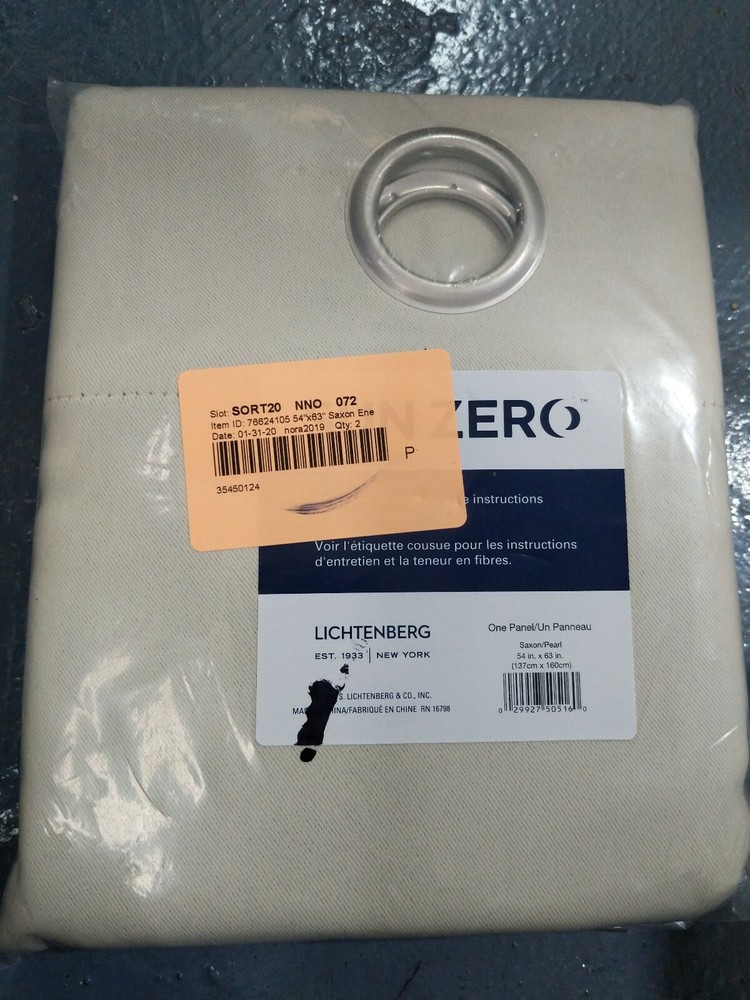 Slot: SORT20 NNO 072
Item ID: 76624105 54"x63" Saxon Ene
Date: 01-31-20 nora2019 Qty: 2
P
35450124
ZERO™
instructions
Voir l'étiquette cousue pour les instructions
d'entretien et la teneur en fibres.
LICHTENBERG
EST. 1933 | NEW YORK
One Panel/Un Panneau
Saxon/Pearl
54 in. x 63 in.
(137cm x 160cm)
S. LICHTENBERG & CO., INC.
CHINA/FABRIQUÉ EN CHINE RN 16798
0 29927 50516 0